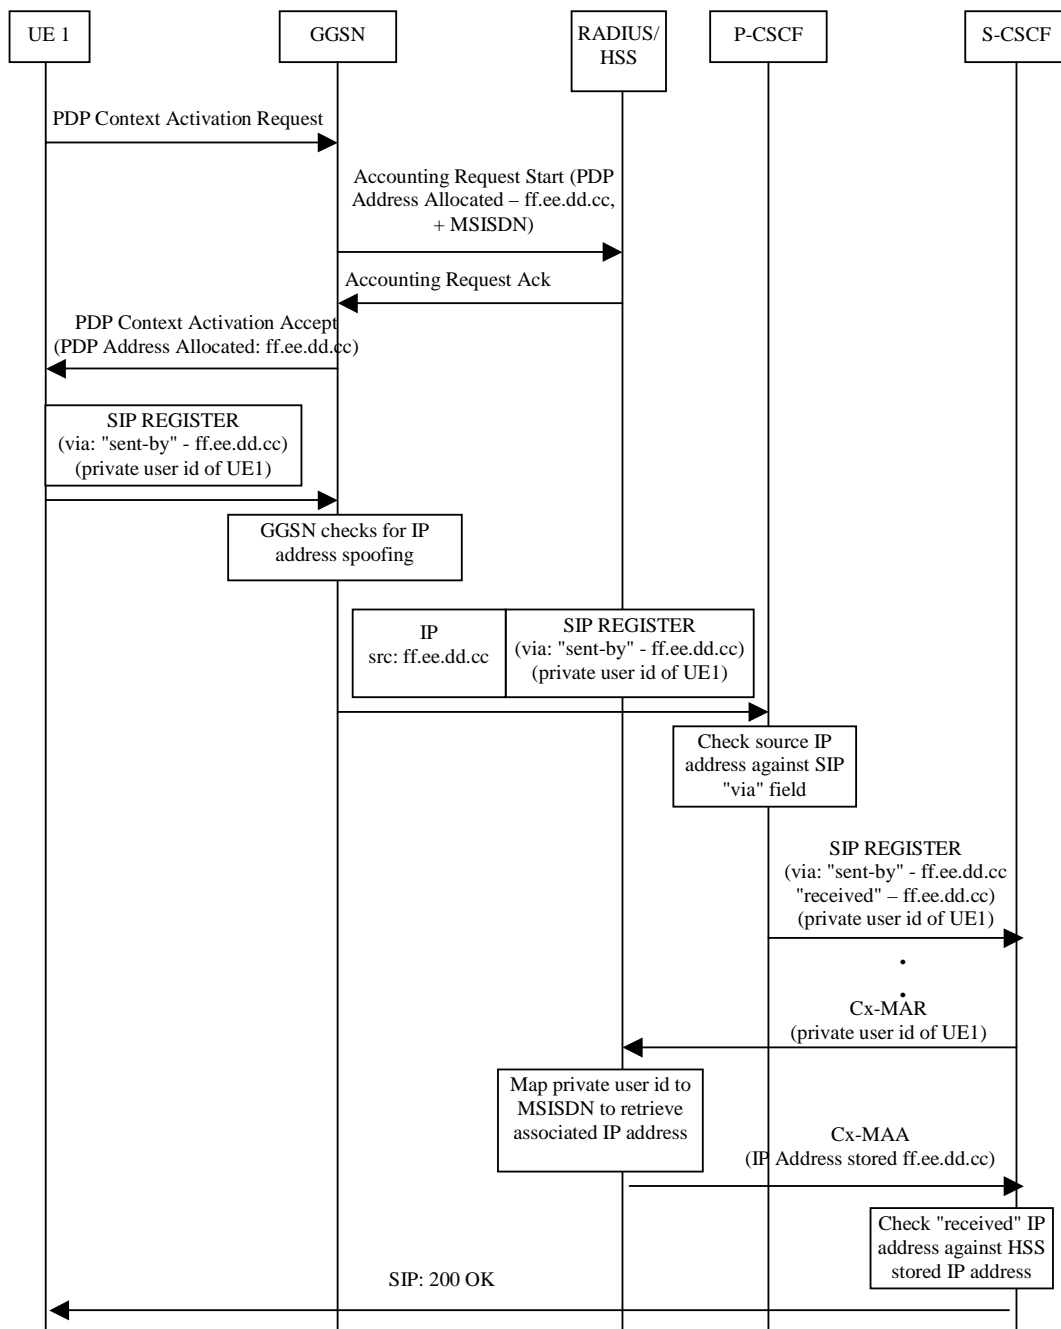 UE 1
GGSN
RADIUS/
HSS
P-CSCF
S-CSCF
PDP Context Activation Request
Accounting Request Start (PDP
Address Allocated – ff.ee.dd.cc,
+ MSISDN)
Accounting Request Ack
PDP Context Activation Accept
(PDP Address Allocated: ff.ee.dd.cc)
SIP REGISTER
(via: "sent-by" - ff.ee.dd.cc)
(private user id of UE1)
GGSN checks for IP
address spoofing
IP
src: ff.ee.dd.cc
SIP REGISTER
(via: "sent-by" - ff.ee.dd.cc)
(private user id of UE1)
Check source IP
address against SIP
"via" field
SIP REGISTER
(via: "sent-by" - ff.ee.dd.cc
"received" – ff.ee.dd.cc)
(private user id of UE1)
.
.
Cx-MAR
(private user id of UE1)
Map private user id to
MSISDN to retrieve
associated IP address
Cx-MAA
(IP Address stored ff.ee.dd.cc)
Check "received" IP
address against HSS
stored IP address
SIP: 200 OK